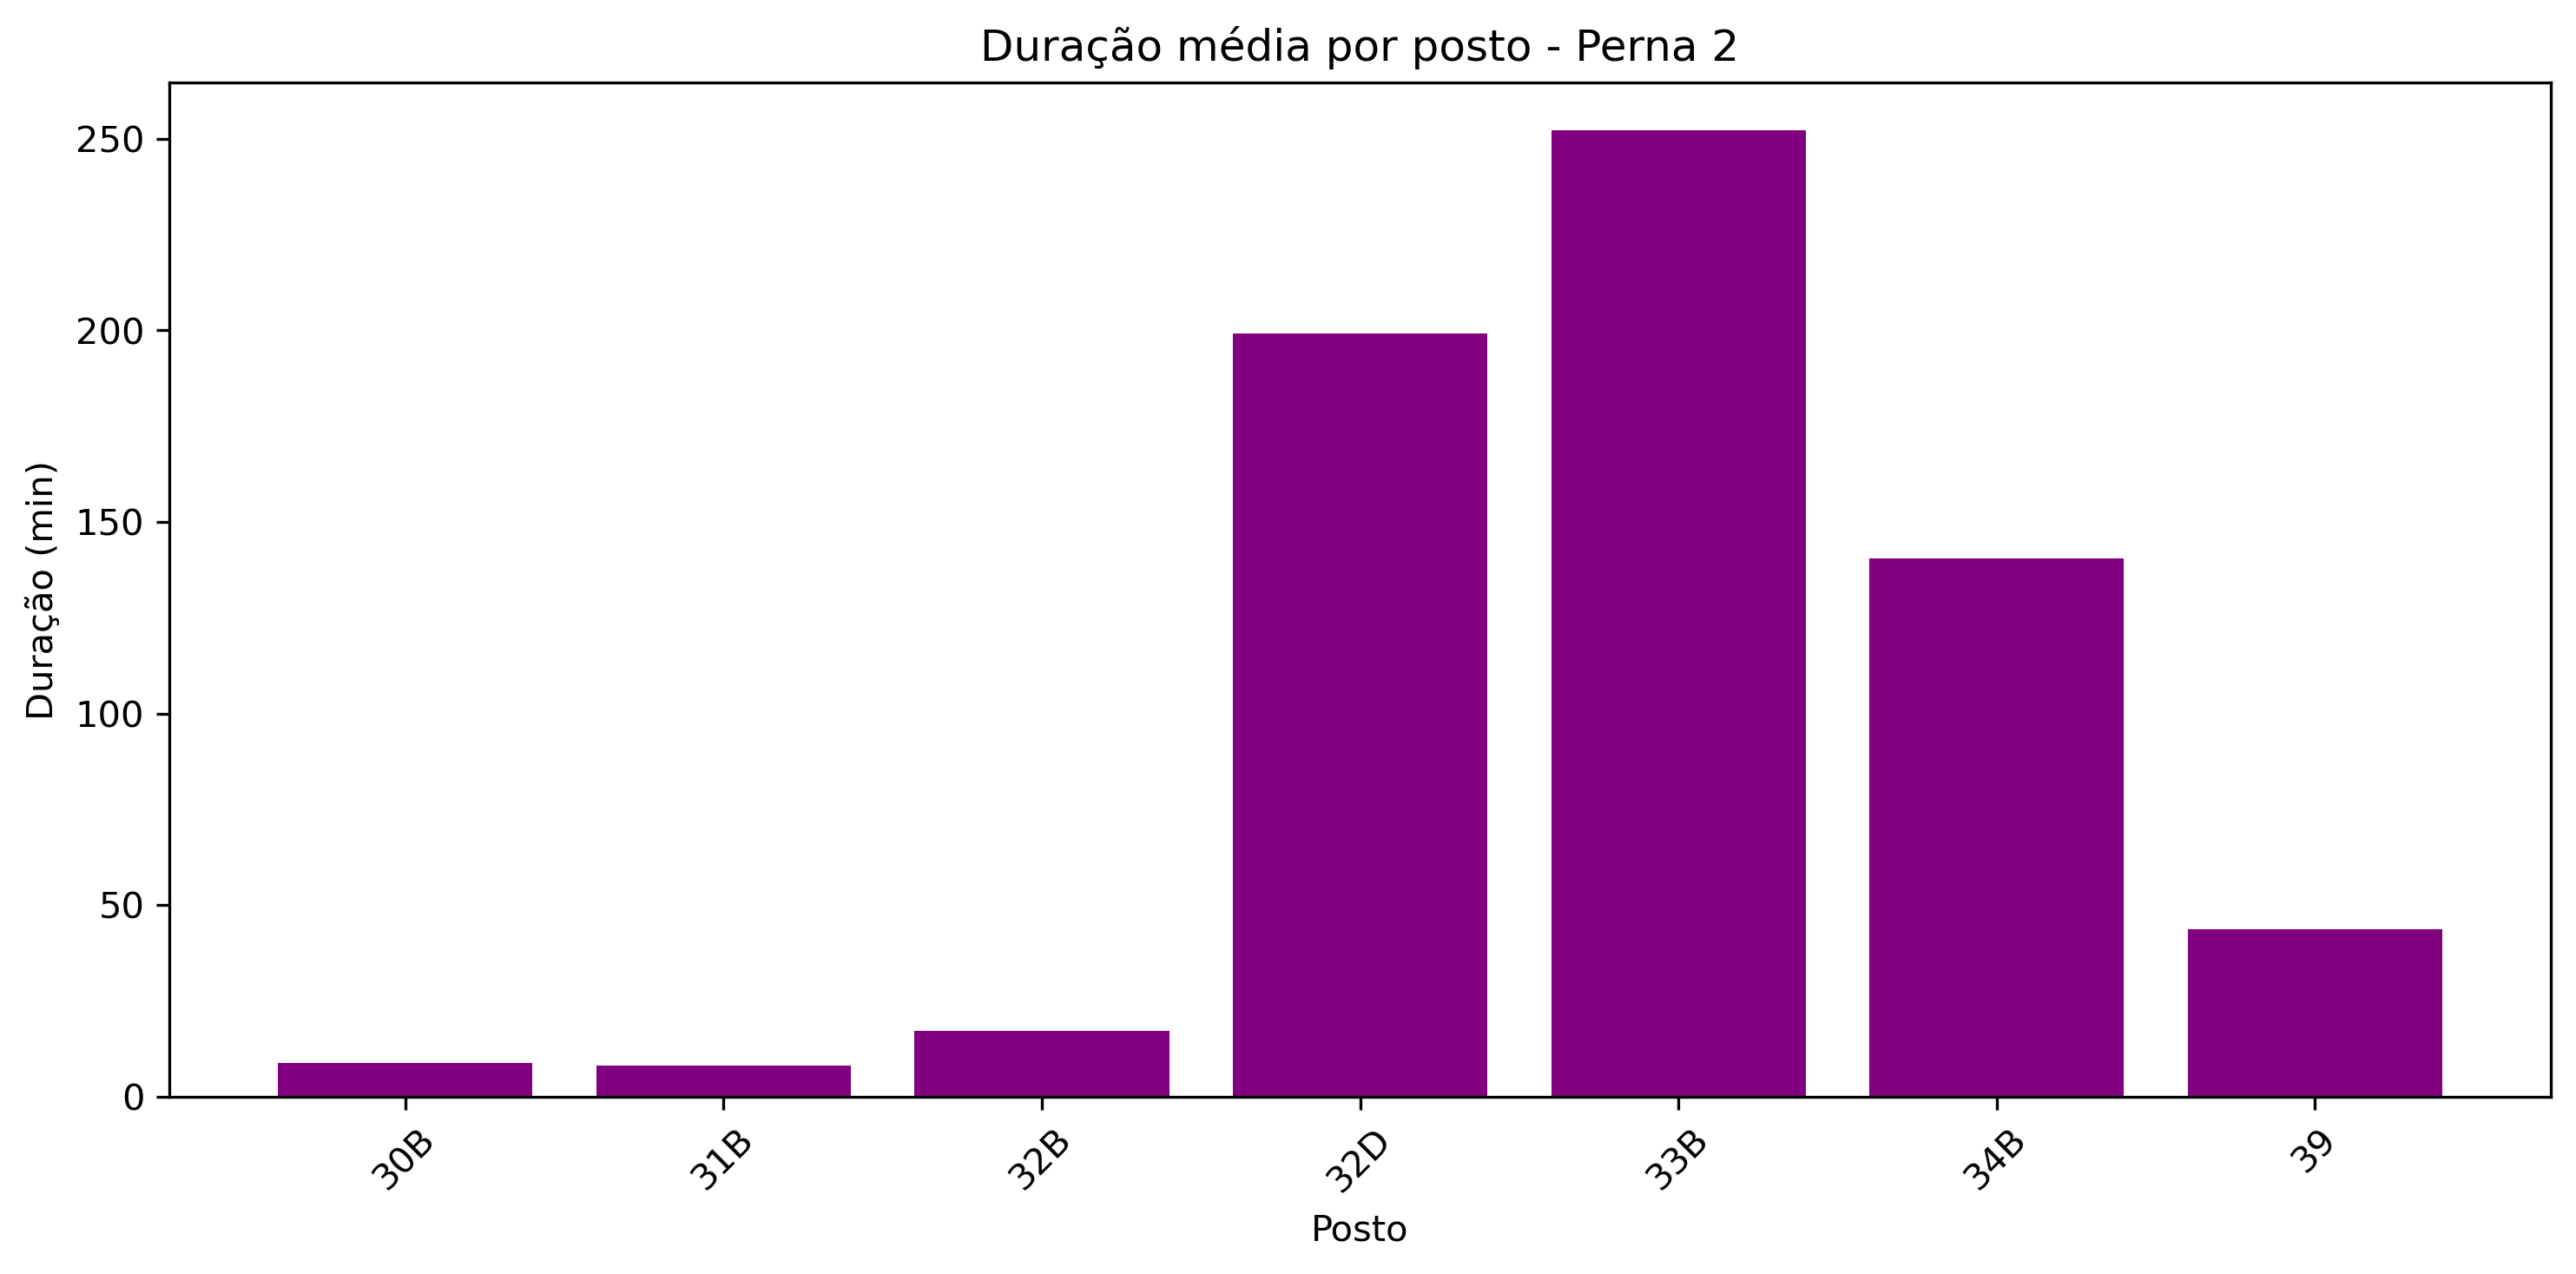 Duração média por posto - Perna 2
Duração (min)
250
200
150
100
50
0
30B
31B
32B
32D
33B
34B
39
Posto